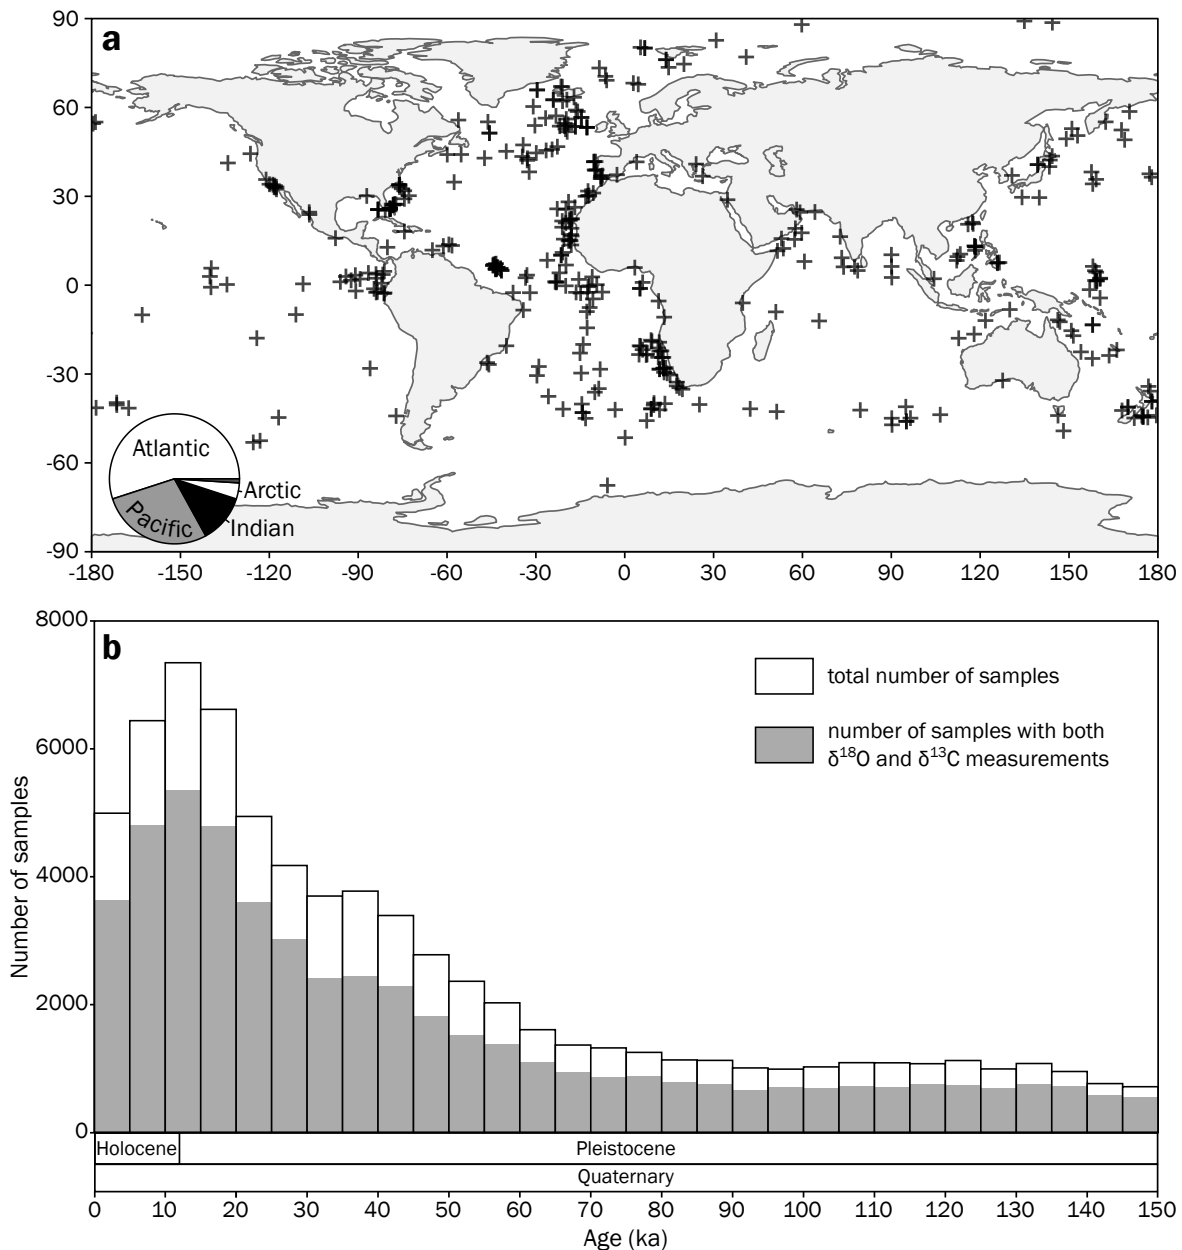 a
90
60
30
0
-30
-60
-90
Atlantic
Arctic
Pacific
Indian
-180 -150 -120 -90 -60 -30 0 30 60 90 120 150 180
b
8000
6000
4000
2000
0
Number of samples
total number of samples
number of samples with both
δ¹⁸O and δ¹³C measurements
Holocene Pleistocene
Quaternary
0 10 20 30 40 50 60 70 80 90 100 110 120 130 140 150
Age (ka)